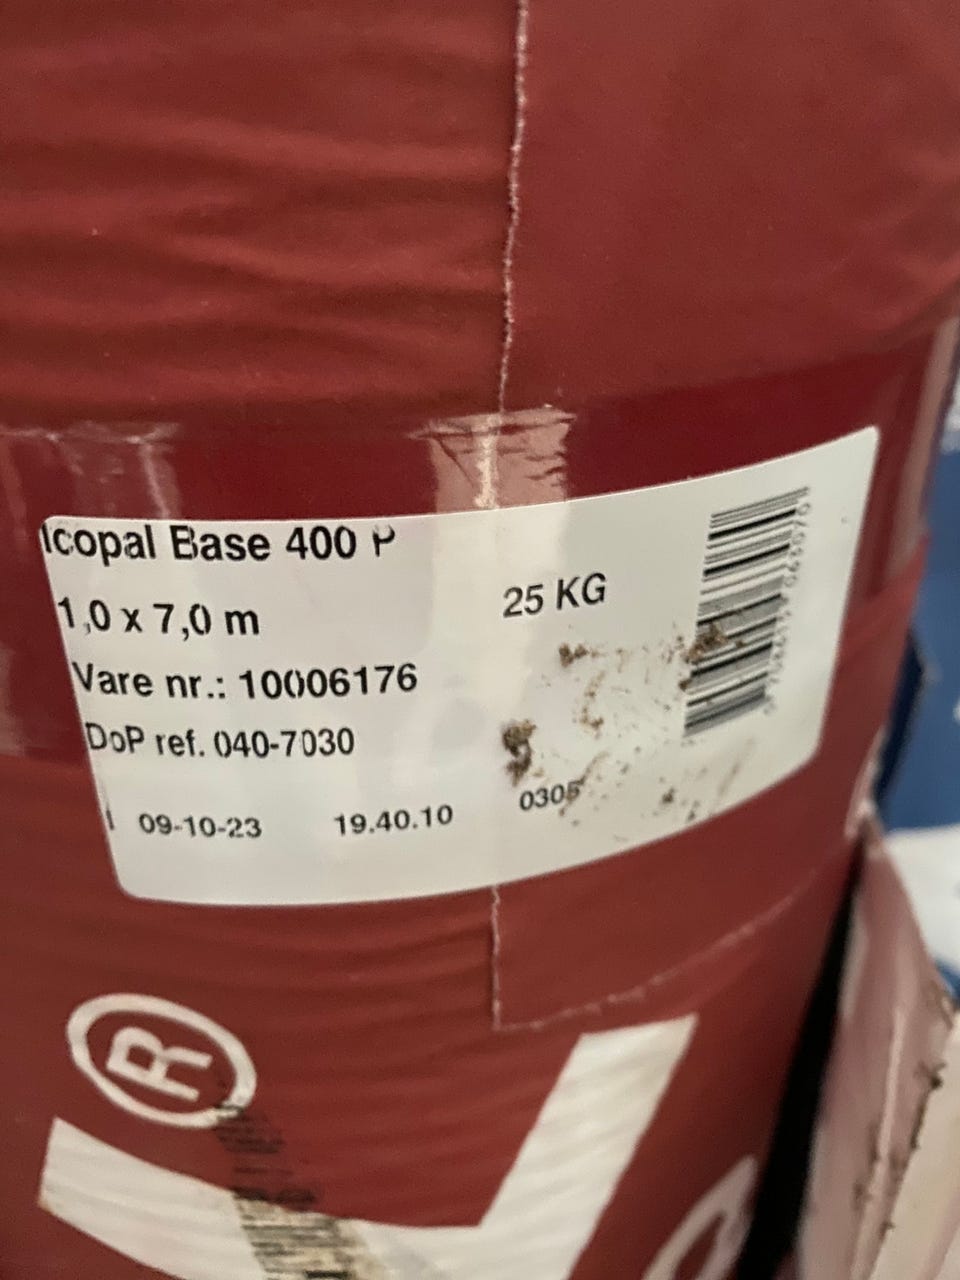 Icopal Base 400 P
1,0 x 7,0 m
25 KG
Vare nr.: 10006176
DoP ref. 040-7030
09-10-23 19.40.10 0305
®